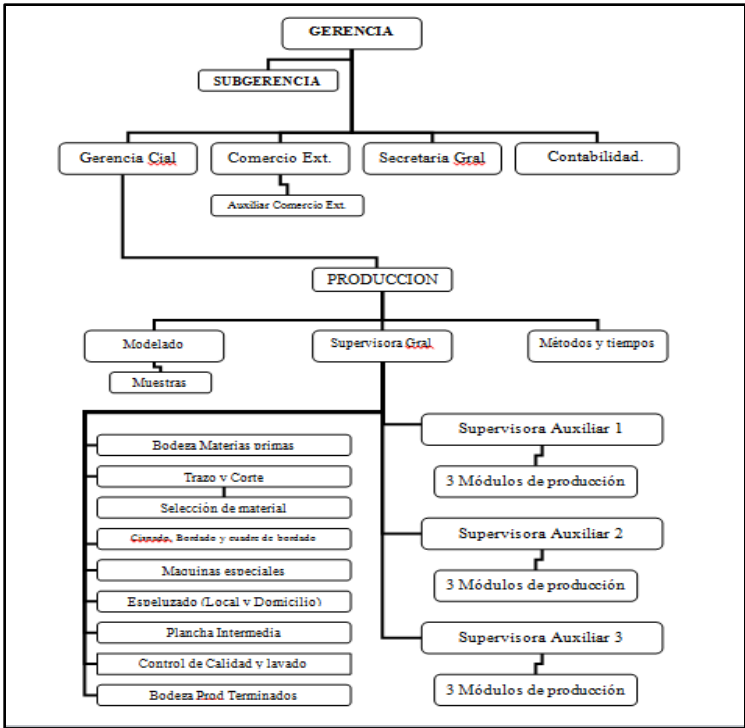 GERENCIA
SUBGERENCIA
Gerencia Cial
Comercio Ext.
Secretaria Gral
Contabilidad.
Auxiliar Comercio Ext.
PRODUCCION
Modelado
Supervisora Gral
Métodos y tiempos
Muestras
Bodega Materias primas
Trazo y Corte
Selección de material
Bordado y cuadre de bordado
Maquinas especiales
Espeluzado (Local y Domicilio)
Plancha Intermedia
Control de Calidad y lavado
Bodega Prod Terminados
Supervisora Auxiliar 1
3 Módulos de producción
Supervisora Auxiliar 2
3 Módulos de producción
Supervisora Auxiliar 3
3 Módulos de producción